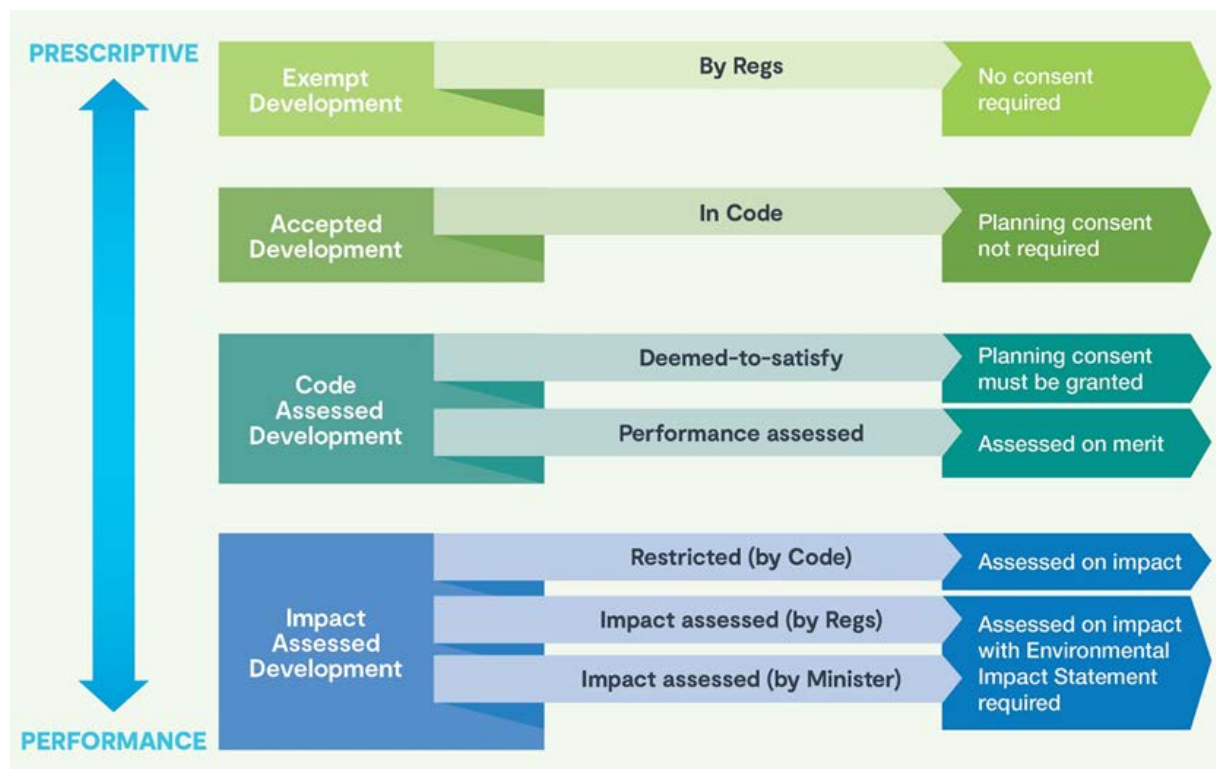 PRESCRIPTIVE
Exempt
Development
By Regs
No consent
required
Accepted
Development
In Code
Planning consent
not required
Code
Assessed
Development
Deemed-to-satisfy
Planning consent
must be granted
Performance assessed
Assessed on merit
Impact
Assessed
Development
Restricted (by Code)
Assessed on impact
Impact assessed (by Regs)
Impact assessed (by Minister)
Assessed on impact
with Environmental
Impact Statement
required
PERFORMANCE